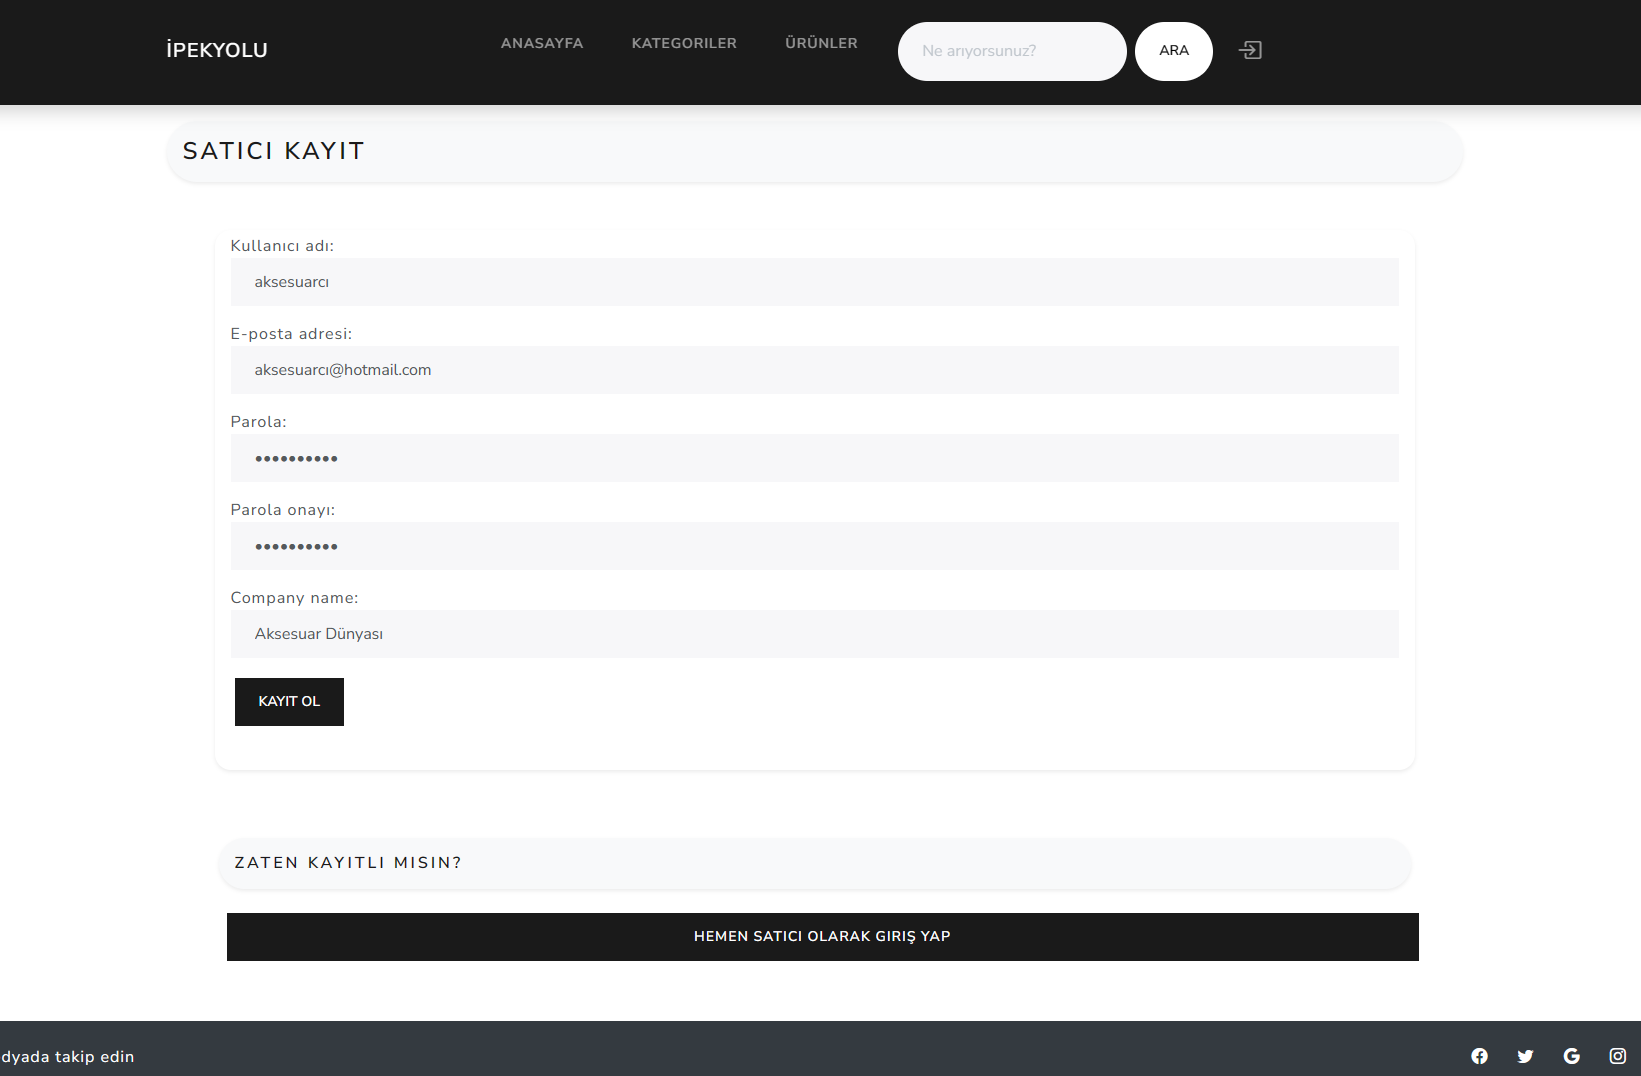 İPEKYOLU
ANASAYFA
KATEGORILER
ÜRÜNLER
Ne arıyorsunuz?
ARA
SATICI KAYIT
Kullanıcı adı:
aksesuarcı
E-posta adresi:
aksesuarcı@hotmail.com
Parola:
••••••••••
Parola onayı:
••••••••••
Company name:
Aksesuar Dünyası
KAYIT OL
ZATEN KAYITLI MISIN?
HEMEN SATICI OLARAK GIRIŞ YAP
dyada takip edin